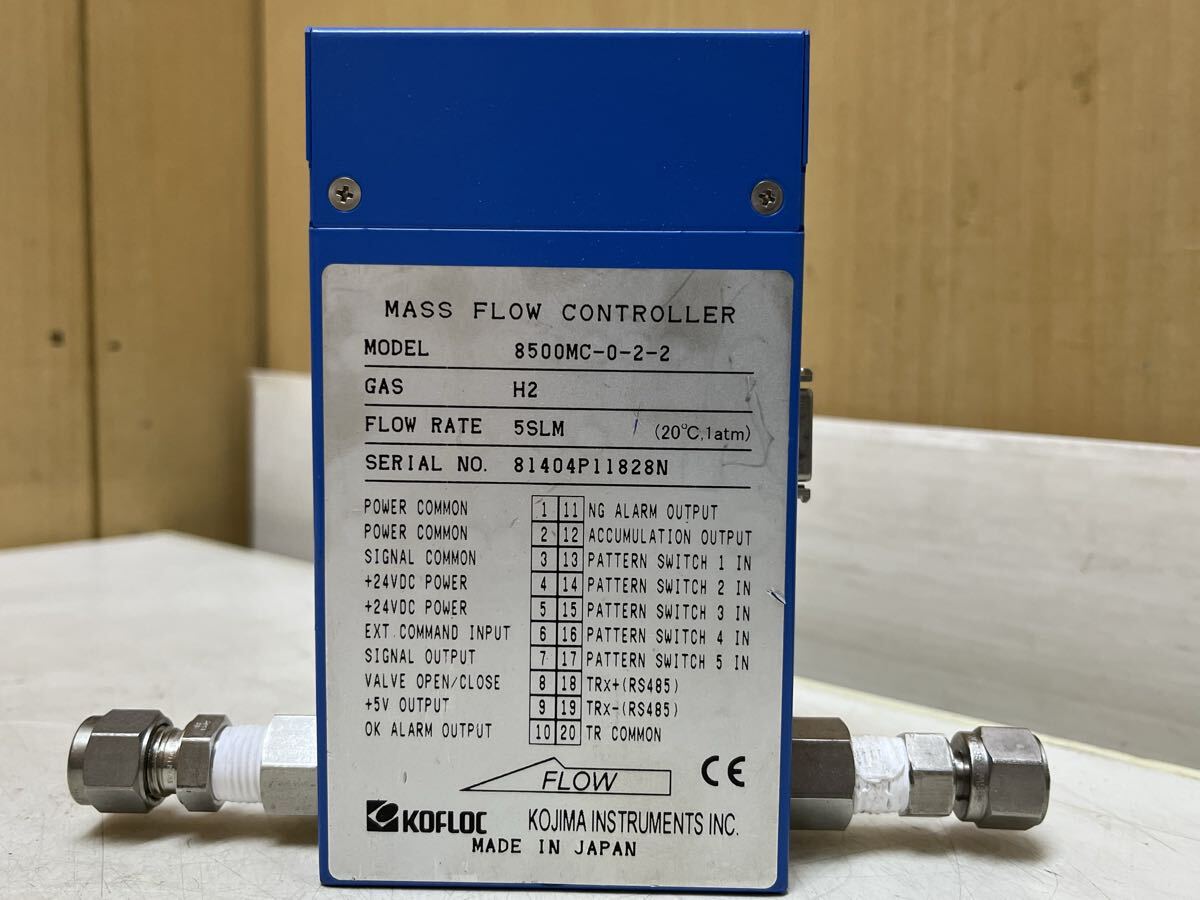 MASS FLOW CONTROLLER
MODEL 8500MC-0-2-2
GAS H2
FLOW RATE 5SLM (20℃,1atm)
SERIAL NO. 81404P11828N
POWER COMMON 1 11 NG ALARM OUTPUT
POWER COMMON 2 12 ACCUMULATION OUTPUT
SIGNAL COMMON 3 13 PATTERN SWITCH 1 IN
+24VDC POWER 4 14 PATTERN SWITCH 2 IN
+24VDC POWER 5 15 PATTERN SWITCH 3 IN
EXT.COMMAND INPUT 6 16 PATTERN SWITCH 4 IN
SIGNAL OUTPUT 7 17 PATTERN SWITCH 5 IN
VALVE OPEN/CLOSE 8 18 TRX+(RS485)
+5V OUTPUT 9 19 TRX-(RS485)
OK ALARM OUTPUT 10 20 TR COMMON
FLOW CE
KOFLOC KOJIMA INSTRUMENTS INC.
MADE IN JAPAN